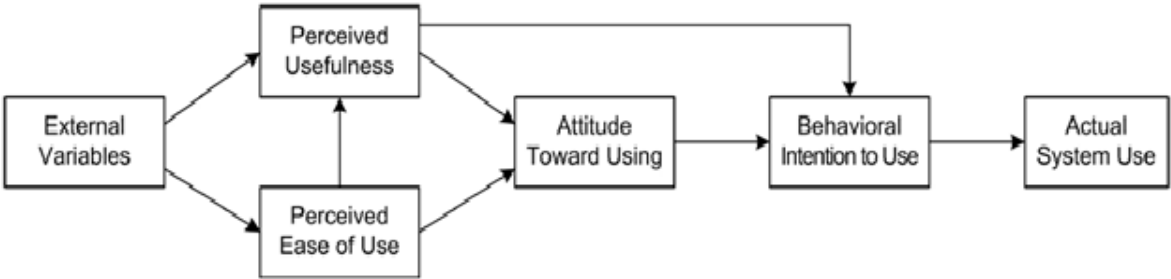 Perceived
Usefulness
External
Variables
Attitude
Toward Using
Behavioral
Intention to Use
Actual
System Use
Perceived
Ease of Use